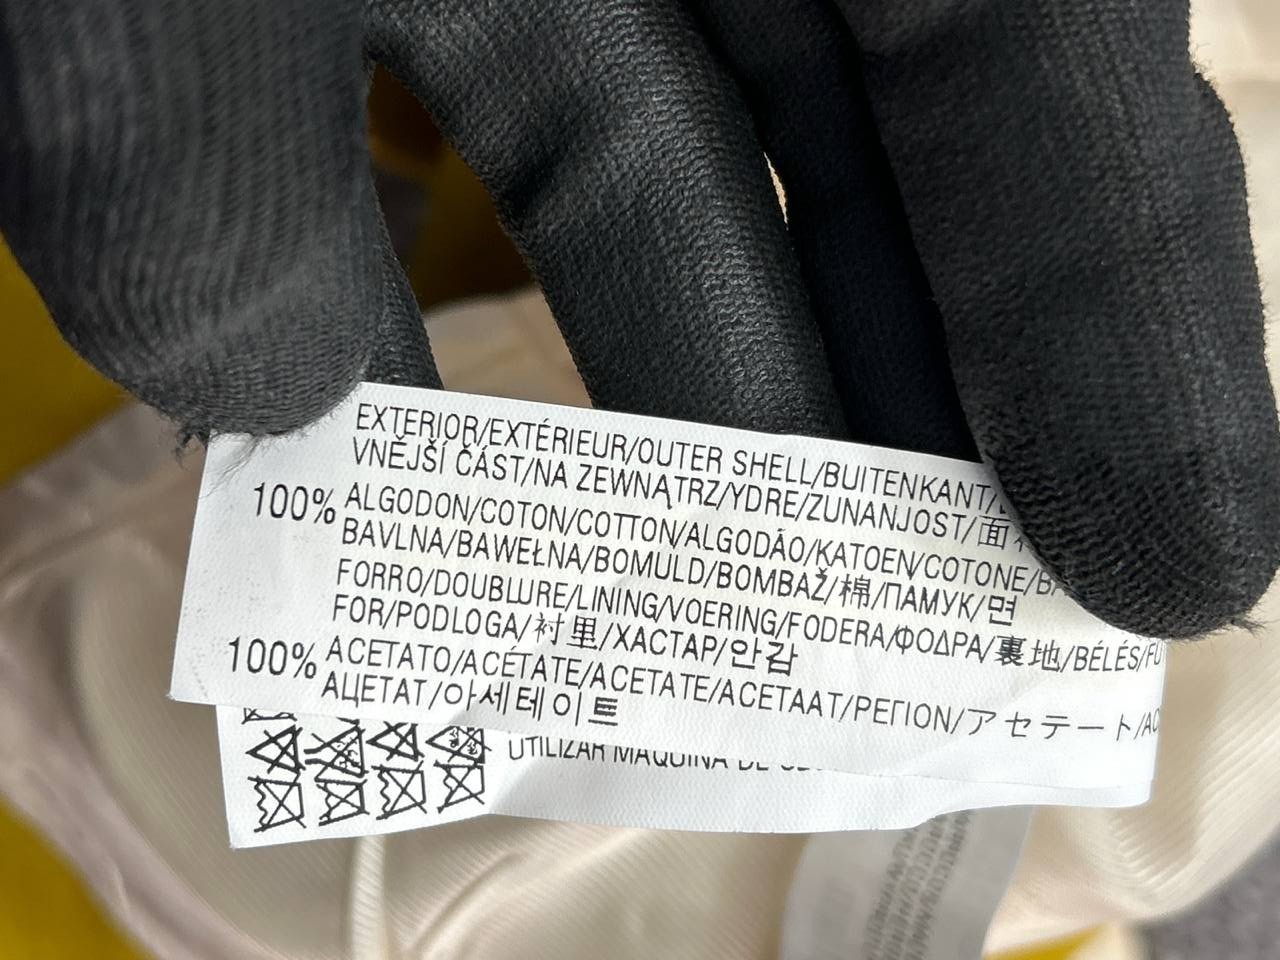 EXTERIOR/EXTÉRIEUR/OUTER SHELL/BUITENKANT/
VNĚJŠÍ ČÁST/NA ZEWNĄTRZ/YDRE/ZUNANJOST/面
100% ALGODON/COTON/COTTON/ALGODÃO/KATOEN/COTONE/
BAVLNA/BAWEŁNA/BOMULD/BOMBAŽ/棉/ПАМУК/면
FORRO/DOUBLURE/LINING/VOERING/FODERA/ΦΟΔΡΑ/裏地/BÉLÉS/
FOR/PODLOGA/衬里/ХАСТАР/안감
100% ACETATO/ACÉTATE/ACETATE/ACETAAT/РЕГІОN/アセテート/
АЦЕТАТ/아세테이트
UTILIZAR MAQUINA DE